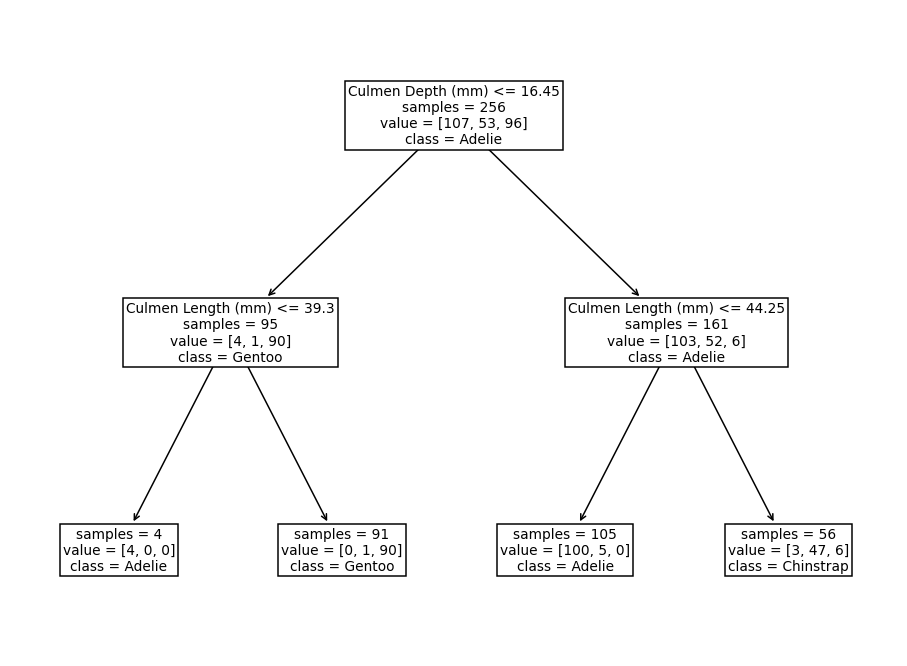 Culmen Depth (mm) <= 16.45
samples = 256
value = [107, 53, 96]
class = Adelie
Culmen Length (mm) <= 39.3
samples = 95
value = [4, 1, 90]
class = Gentoo
Culmen Length (mm) <= 44.25
samples = 161
value = [103, 52, 6]
class = Adelie
samples = 4
value = [4, 0, 0]
class = Adelie
samples = 91
value = [0, 1, 90]
class = Gentoo
samples = 105
value = [100, 5, 0]
class = Adelie
samples = 56
value = [3, 47, 6]
class = Chinstrap